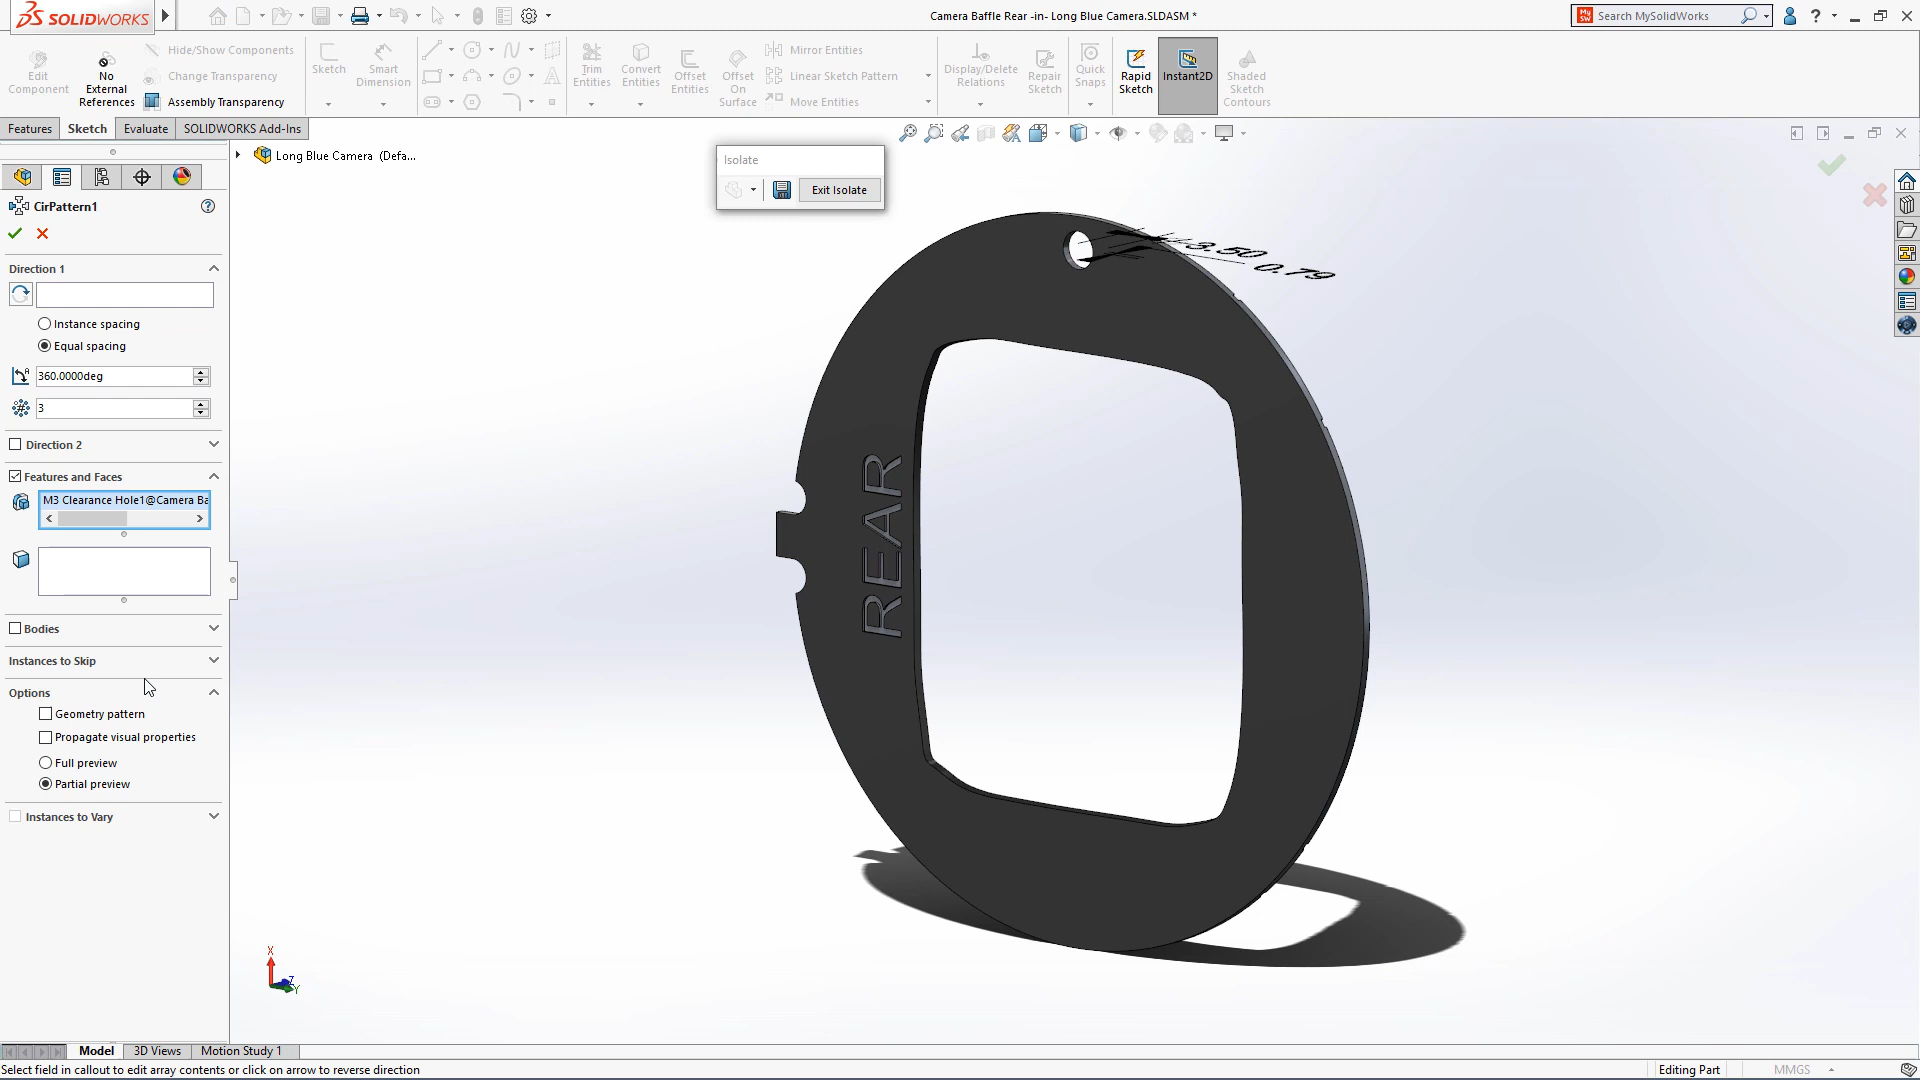 SOLIDWORKS
Camera Baffle Rear -in- Long Blue Camera.SLDASM *
Search MySolidWorks
Edit Component
No External References
Hide/Show Components
Change Transparency
Assembly Transparency
Sketch
Smart Dimension
Trim Entities
Convert Entities
Offset Entities
Offset On Surface
Mirror Entities
Linear Sketch Pattern
Move Entities
Display/Delete Relations
Repair Sketch
Quick Snaps
Rapid Sketch
Instant2D
Shaded Sketch Contours
Features
Sketch
Evaluate
SOLIDWORKS Add-Ins
Long Blue Camera (Defa...
Isolate
Exit Isolate
CirPattern1
Direction 1
Instance spacing
Equal spacing
360.0000deg
3
Direction 2
Features and Faces
M3 Clearance Hole1@Camera Ba
Bodies
Instances to Skip
Options
Geometry pattern
Propagate visual properties
Full preview
Partial preview
Instances to Vary
3.50 0.79
REAR
X
Z
Y
Model
3D Views
Motion Study 1
Select field in callout to edit array contents or click on arrow to reverse direction
Editing Part
MMGS